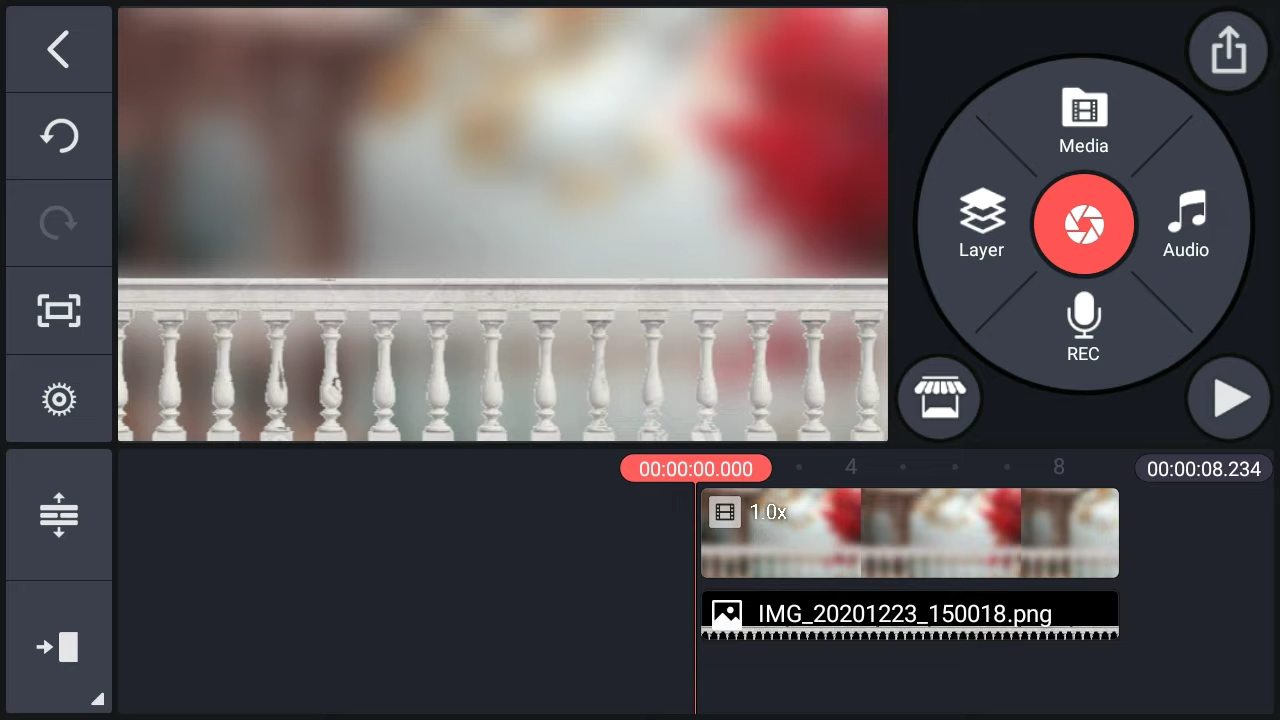 Media
Layer
Audio
REC
00:00:00.000
4
8
00:00:08.234
1.0x
IMG_20201223_150018.png